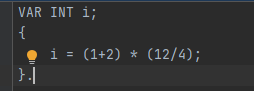 VAR INT i;
{
i = (1+2) * (12/4);
}.